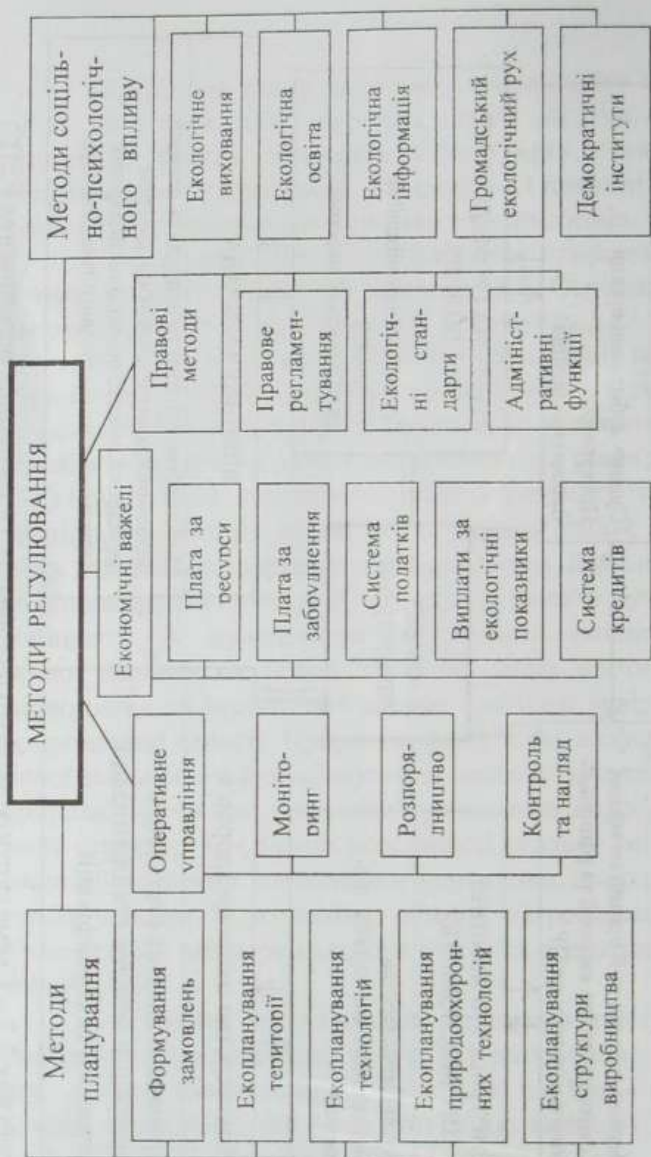 МЕТОДИ РЕГУЛЮВАННЯ
Методи
планування
Формування
замовлень
Екопланування
території
Екопланування
технологій
Екопланування
природоохорон-
них технологій
Екопланування
структури
виробництва
Оперативне
управління
Моніто-
ринг
Розпоря-
дництво
Контроль
та нагляд
Економічні важелі
Плата за
ресурси
Плата за
забруднення
Система
податків
Виплати за
екологічні
показники
Система
кредитів
Правові
методи
Правове
регламен-
тування
Екологіч-
ні стан-
дарти
Адмініст-
ративні
функції
Методи соціль-
но-психологіч-
ного впливу
Екологічне
виховання
Екологічна
освіта
Екологічна
інформація
Громадський
екологічний рух
Демократичні
інститути